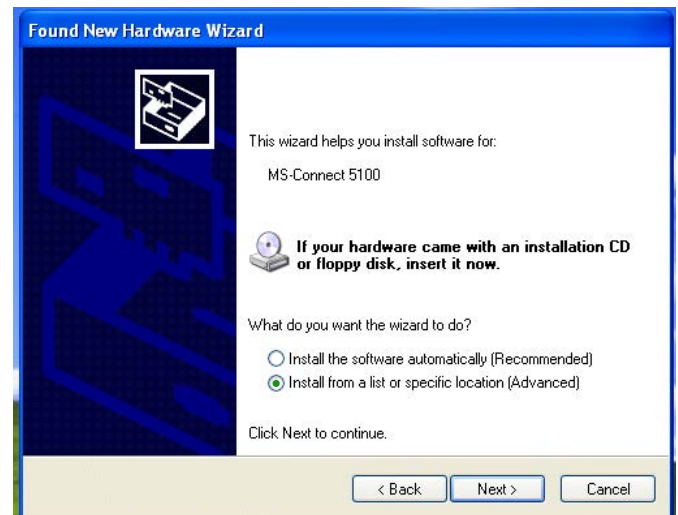 Found New Hardware Wizard
This wizard helps you install software for:
MS-Connect 5100
If your hardware came with an installation CD
or floppy disk, insert it now.
What do you want the wizard to do?
Install the software automatically (Recommended)
Install from a list or specific location (Advanced)
Click Next to continue.
< Back
Next >
Cancel